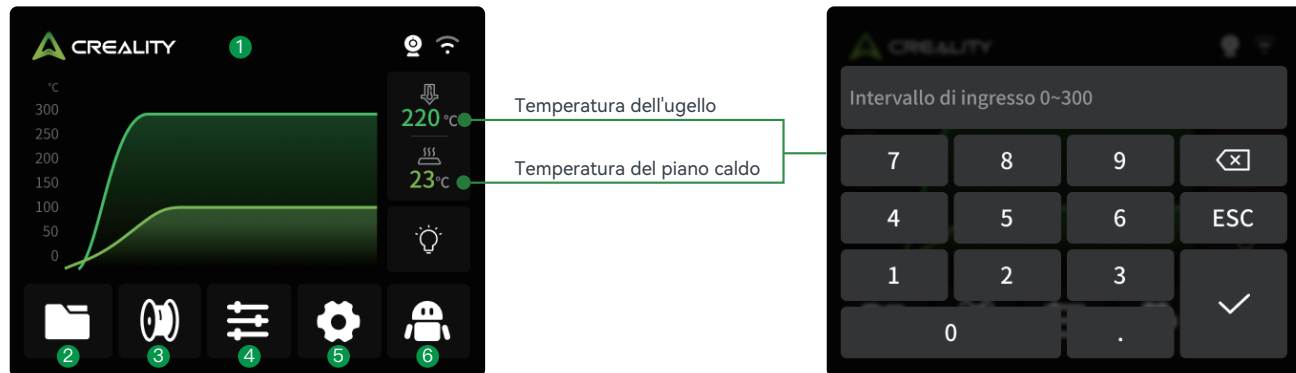 CREALITY
1
°C
300
250
200
150
100
50
0
220 °C
23°C
2
3
4
5
6
Temperatura dell'ugello
Temperatura del piano caldo
CREALITY
Intervallo di ingresso 0~300
7 8 9
4 5 6 ESC
1 2 3
0 .